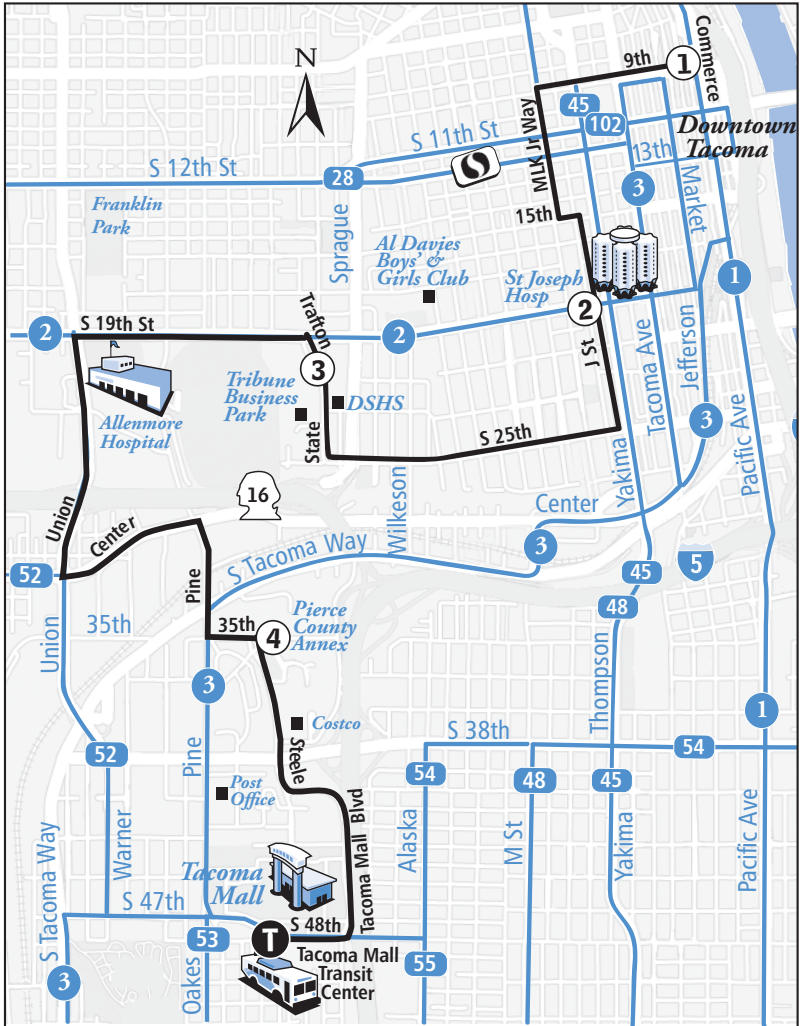 N
9th
1
Commerce
MLK Jr Way
45
102
Downtown
Tacoma
S 11th St
S 12th St
28
S
13th
3
Market
Franklin
Park
Sprague
15th
Al Davies
Boys' &
Girls Club
St Joseph
Hosp
2
1
2
S 19th St
2
Trafton
3
J St
Tacoma Ave
Jefferson
Allenmore
Hospital
Tribune
Business
Park
DSHS
State
S 25th
3
Pacific Ave
Yakima
Wilkeson
16
Union
Center
Center
3
S Tacoma Way
5
52
45
48
Pine
35th
35th
4
Pierce
County
Annex
Union
Thompson
3
1
Costco
S 38th
54
52
Pine
Steele
54
48
45
Post
Office
Tacoma Mall Blvd
Alaska
M St
Yakima
Pacific Ave
S Tacoma Way
Warner
Tacoma
Mall
S 47th
S 48th
53
T
Tacoma Mall
Transit
Center
55
3
Oakes